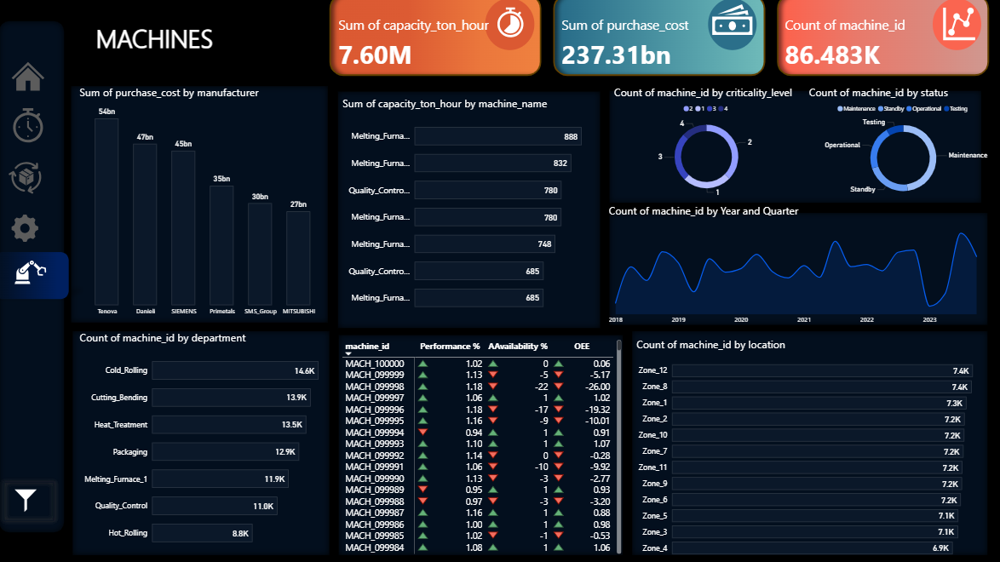 MACHINES
Sum of capacity_ton_hour
7.60M
Sum of purchase_cost
237.31bn
Count of machine_id
86.483K
Sum of purchase_cost by manufacturer
54bn
47bn
45bn
35bn
30bn
27bn
Tenova
Danieli
SIEMENS
Primetals
SMS_Group
MITSUBISHI
Sum of capacity_ton_hour by machine_name
Melting_Furna... 888
Melting_Furna... 832
Quality_Contro... 780
Melting_Furna... 780
Melting_Furna... 748
Quality_Contro... 685
Melting_Furna... 685
Count of machine_id by criticality_level
2 1 3 4
4
2
3
1
Count of machine_id by status
Maintenance Standby Operational Testing
Testing
Operational
Maintenance
Standby
Count of machine_id by Year and Quarter
2018 2019 2020 2021 2022 2023
Count of machine_id by department
Cold_Rolling 14.6K
Cutting_Bending 13.9K
Heat_Treatment 13.5K
Packaging 12.9K
Melting_Furnace_1 11.9K
Quality_Control 11.0K
Hot_Rolling 8.8K
machine_id Performance % AAvailability % OEE
MACH_100000 1.02 0 0.06
MACH_099999 1.13 -5 -5.17
MACH_099998 1.18 -22 -26.00
MACH_099997 1.06 1 1.02
MACH_099996 1.18 -17 -19.32
MACH_099995 1.16 -9 -10.01
MACH_099994 0.94 1 0.91
MACH_099993 1.10 1 1.07
MACH_099992 1.14 0 -0.28
MACH_099991 1.06 -10 -9.92
MACH_099990 1.13 -3 -2.77
MACH_099989 0.95 1 0.93
MACH_099988 0.97 -3 -3.20
MACH_099987 1.16 1 0.88
MACH_099986 1.00 1 0.98
MACH_099985 1.02 -1 -0.53
MACH_099984 1.08 1 1.06
Count of machine_id by location
Zone_12 7.4K
Zone_8 7.4K
Zone_1 7.3K
Zone_2 7.2K
Zone_10 7.2K
Zone_7 7.2K
Zone_11 7.2K
Zone_9 7.2K
Zone_6 7.2K
Zone_5 7.1K
Zone_3 7.1K
Zone_4 6.9K